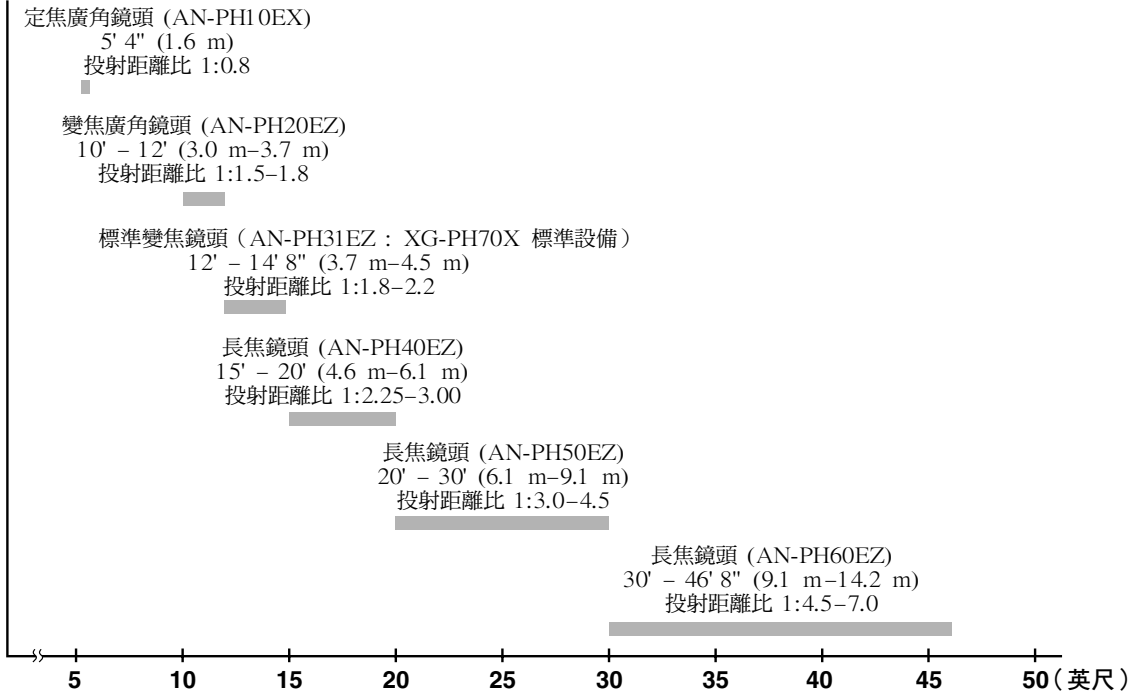 定焦廣角鏡頭 (AN-PH10EX)
5' 4" (1.6 m)
投射距離比 1:0.8
變焦廣角鏡頭 (AN-PH20EZ)
10' – 12' (3.0 m–3.7 m)
投射距離比 1:1.5–1.8
標準變焦鏡頭（AN-PH31EZ : XG-PH70X 標準設備）
12' – 14' 8" (3.7 m–4.5 m)
投射距離比 1:1.8–2.2
長焦鏡頭 (AN-PH40EZ)
15' – 20' (4.6 m–6.1 m)
投射距離比 1:2.25–3.00
長焦鏡頭 (AN-PH50EZ)
20' – 30' (6.1 m–9.1 m)
投射距離比 1:3.0–4.5
長焦鏡頭 (AN-PH60EZ)
30' – 46' 8" (9.1 m–14.2 m)
投射距離比 1:4.5–7.0
5 10 15 20 25 30 35 40 45 50（英尺）